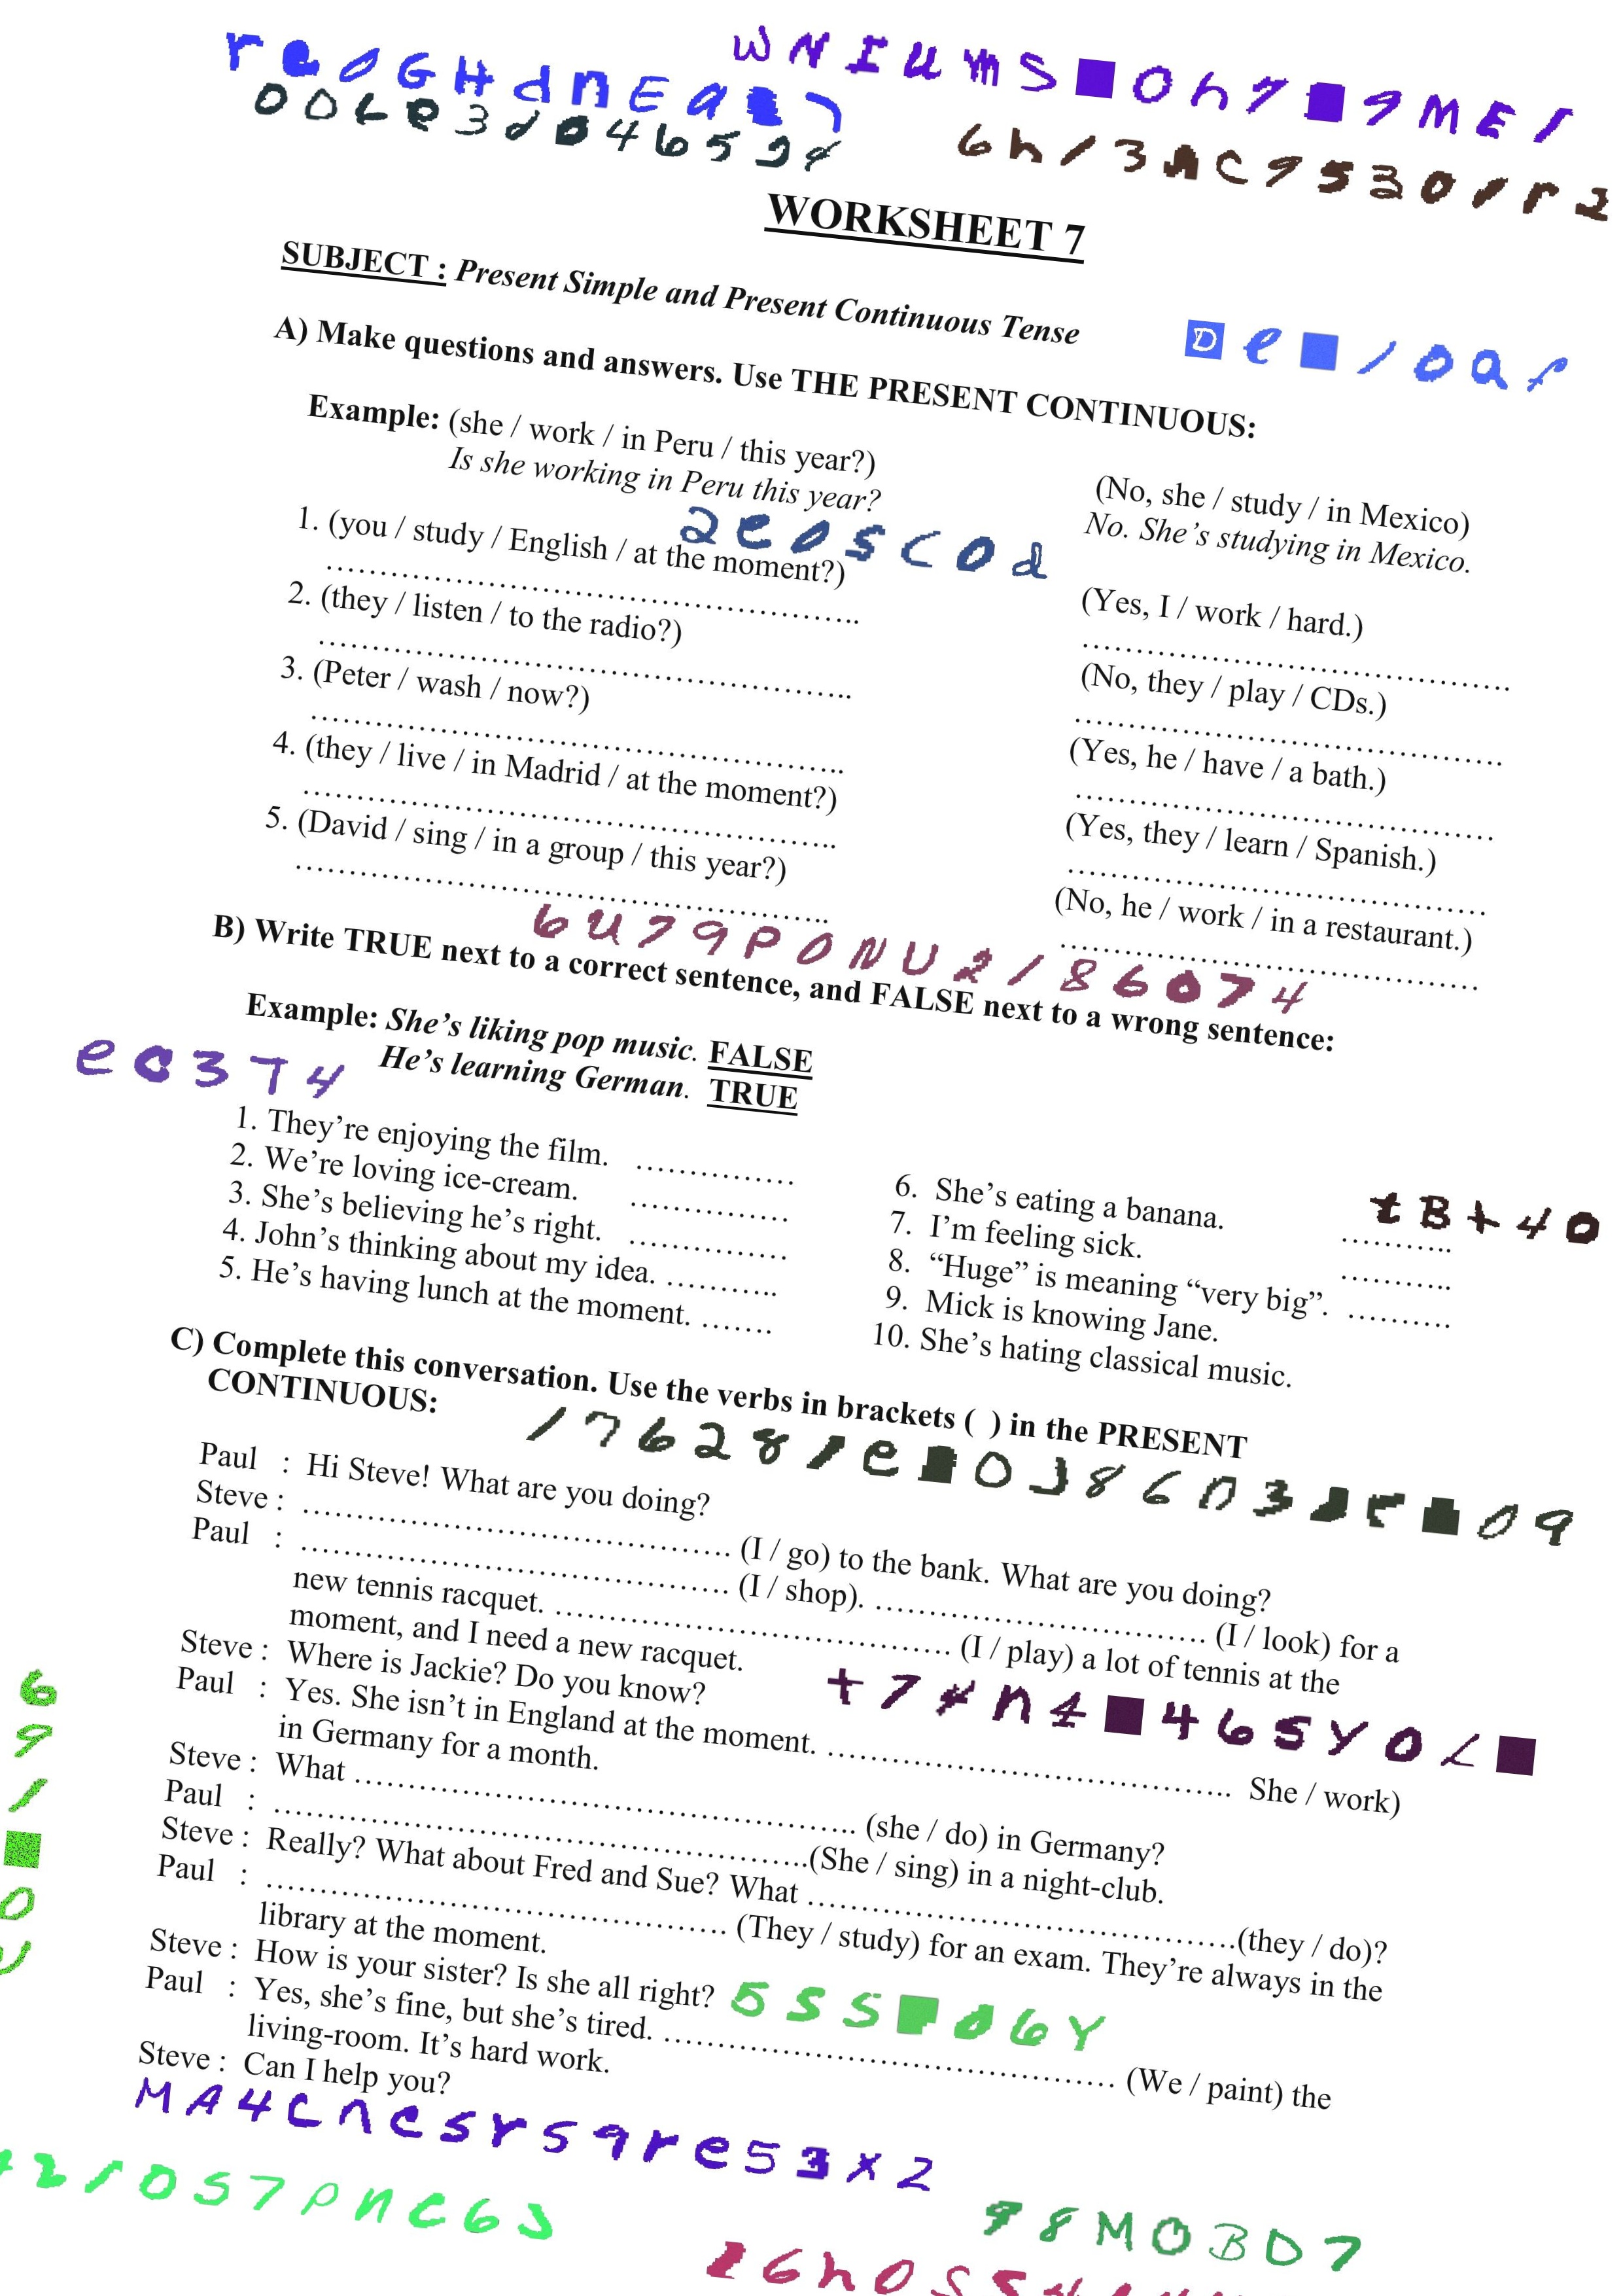 WORKSHEET 7
SUBJECT : Present Simple and Present Continuous Tense
A) Make questions and answers. Use THE PRESENT CONTINUOUS:
Example: (she / work / in Peru / this year?) (No, she / study / in Mexico)
Is she working in Peru this year? No. She’s studying in Mexico.
1. (you / study / English / at the moment?) (Yes, I / work / hard.)
…………………………………………….. ……………………………………
2. (they / listen / to the radio?) (No, they / play / CDs.)
…………………………………………….. ……………………………………
3. (Peter / wash / now?) (Yes, he / have / a bath.)
…………………………………………….. ……………………………………
4. (they / live / in Madrid / at the moment?) (Yes, they / learn / Spanish.)
…………………………………………….. ……………………………………
5. (David / sing / in a group / this year?) (No, he / work / in a restaurant.)
…………………………………………….. ……………………………………
6U79PONU2186074
B) Write TRUE next to a correct sentence, and FALSE next to a wrong sentence:
Example: She’s liking pop music. FALSE
He’s learning German. TRUE
1. They’re enjoying the film. ……………
2. We’re loving ice-cream. ……………
3. She’s believing he’s right. ……………
4. John’s thinking about my idea. ………..
5. He’s having lunch at the moment. …….
6. She’s eating a banana. ………..
7. I’m feeling sick. ………..
8. “Huge” is meaning “very big”. ……….
9. Mick is knowing Jane.
10. She’s hating classical music.
C) Complete this conversation. Use the verbs in brackets ( ) in the PRESENT
CONTINUOUS:
Paul : Hi Steve! What are you doing?
Steve : …………………………………. (I / go) to the bank. What are you doing?
Paul : …………………………………. (I / shop). …………………………. (I / look) for a
new tennis racquet. ………………………………. (I / play) a lot of tennis at the
moment, and I need a new racquet.
Steve : Where is Jackie? Do you know?
Paul : Yes. She isn’t in England at the moment. ……………………………….. She / work)
in Germany for a month.
Steve : What ……………………………………….. (she / do) in Germany?
Paul : …………………………………………..(She / sing) in a night-club.
Steve : Really? What about Fred and Sue? What ………………………………….(they / do)?
Paul : ……………………………………. (They / study) for an exam. They’re always in the
library at the moment.
Steve : How is your sister? Is she all right?
Paul : Yes, she’s fine, but she’s tired. …………………………………… (We / paint) the
living-room. It’s hard work.
Steve : Can I help you?
98MOBD7